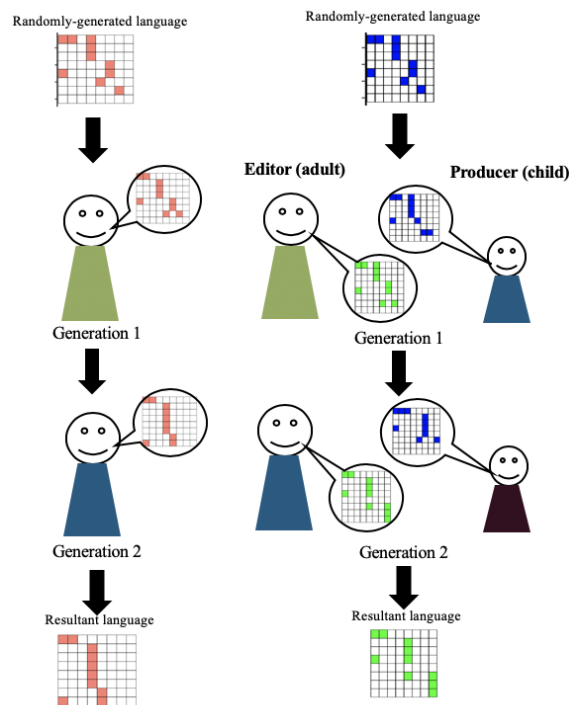 Randomly-generated language
Randomly-generated language
Editor (adult)
Producer (child)
Generation 1
Generation 1
Generation 2
Generation 2
Resultant language
Resultant language